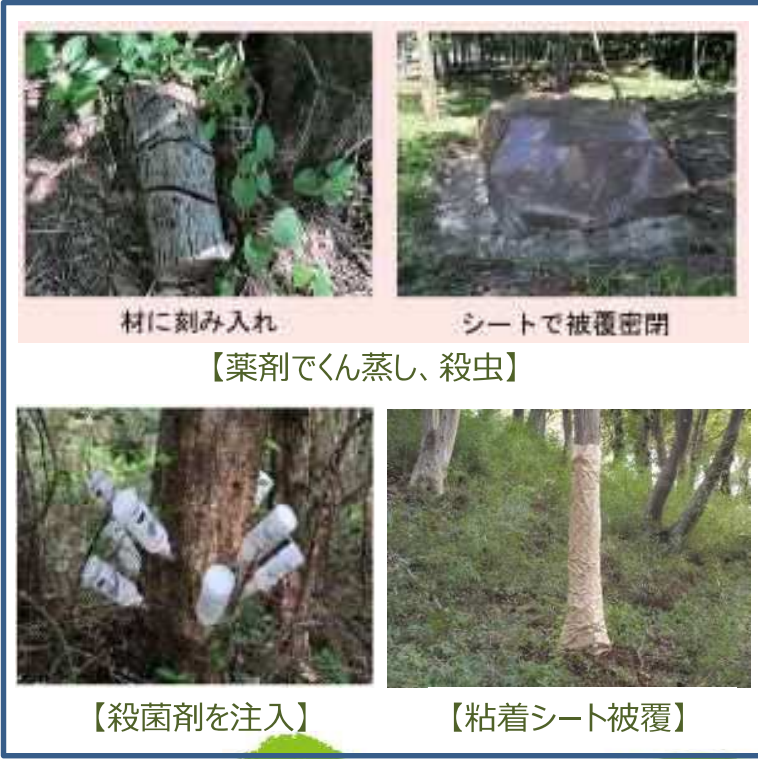 材に刻み入れ
シートで被覆密閉
【薬剤でくん蒸し、殺虫】
【殺菌剤を注入】
【粘着シート被覆】